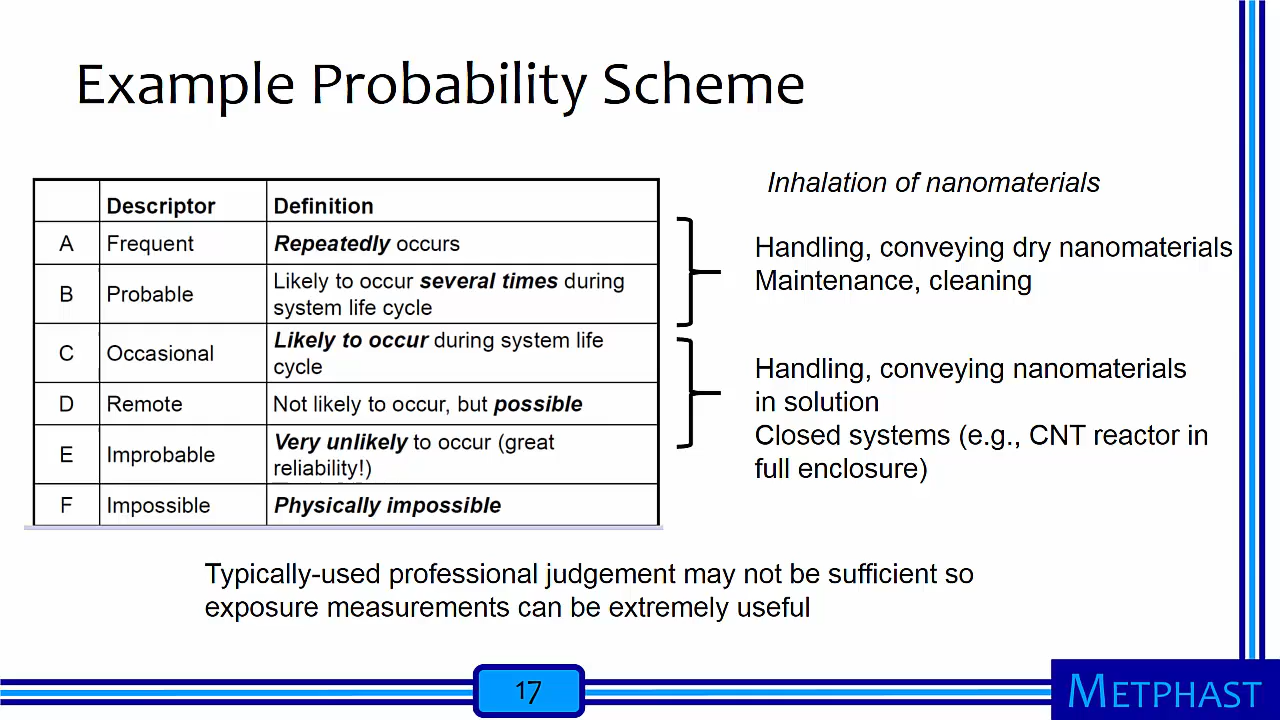 Example Probability Scheme
Descriptor Definition
A Frequent Repeatedly occurs
B Probable Likely to occur several times during
system life cycle
C Occasional Likely to occur during system life
cycle
D Remote Not likely to occur, but possible
E Improbable Very unlikely to occur (great
reliability!)
F Impossible Physically impossible
Inhalation of nanomaterials
Handling, conveying dry nanomaterials
Maintenance, cleaning
Handling, conveying nanomaterials
in solution
Closed systems (e.g., CNT reactor in
full enclosure)
Typically-used professional judgement may not be sufficient so
exposure measurements can be extremely useful
17
METPHAST